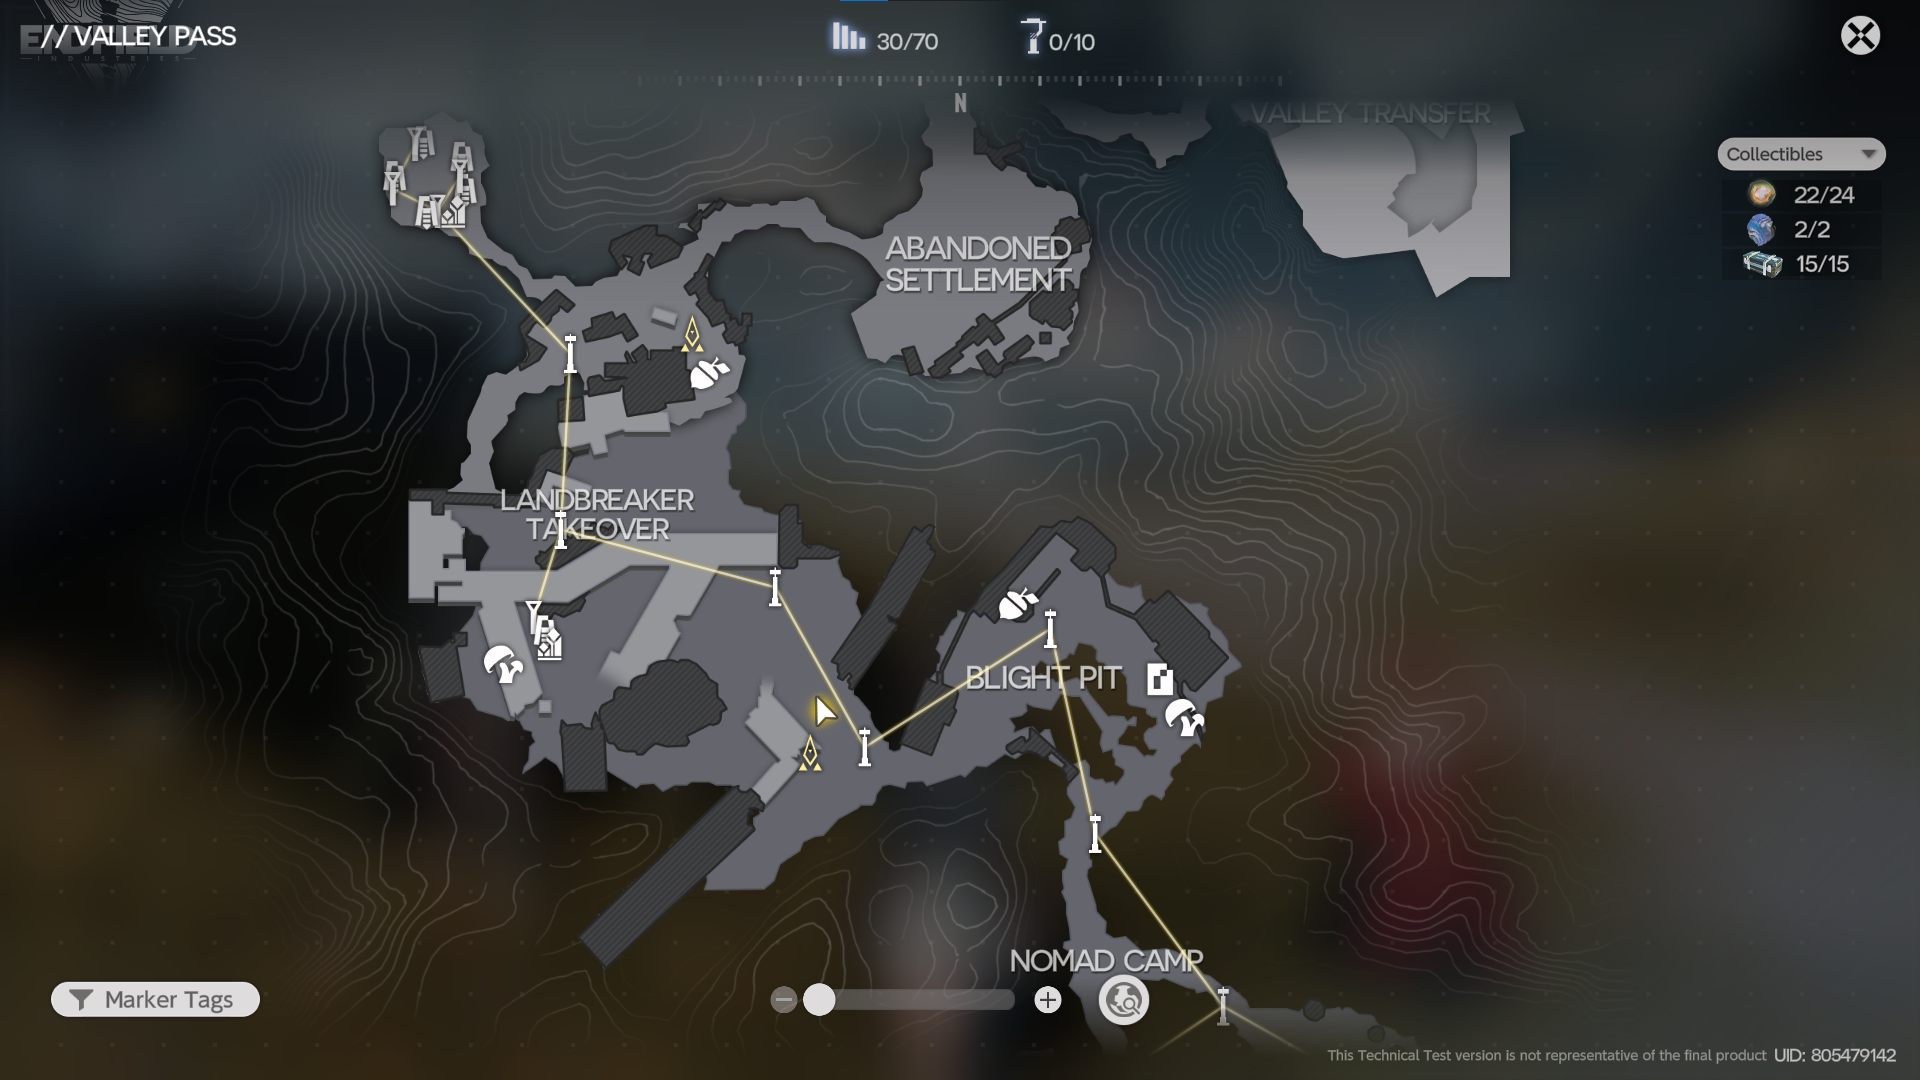 // VALLEY PASS
ENDFIELD
INDUSTRIES
30/70
0/10
N
VALLEY TRANSFER
Collectibles
22/24
2/2
15/15
ABANDONED
SETTLEMENT
LANDBREAKER
TAKEOVER
BLIGHT PIT
NOMAD CAMP
Marker Tags
This Technical Test version is not representative of the final product UID: 805479142